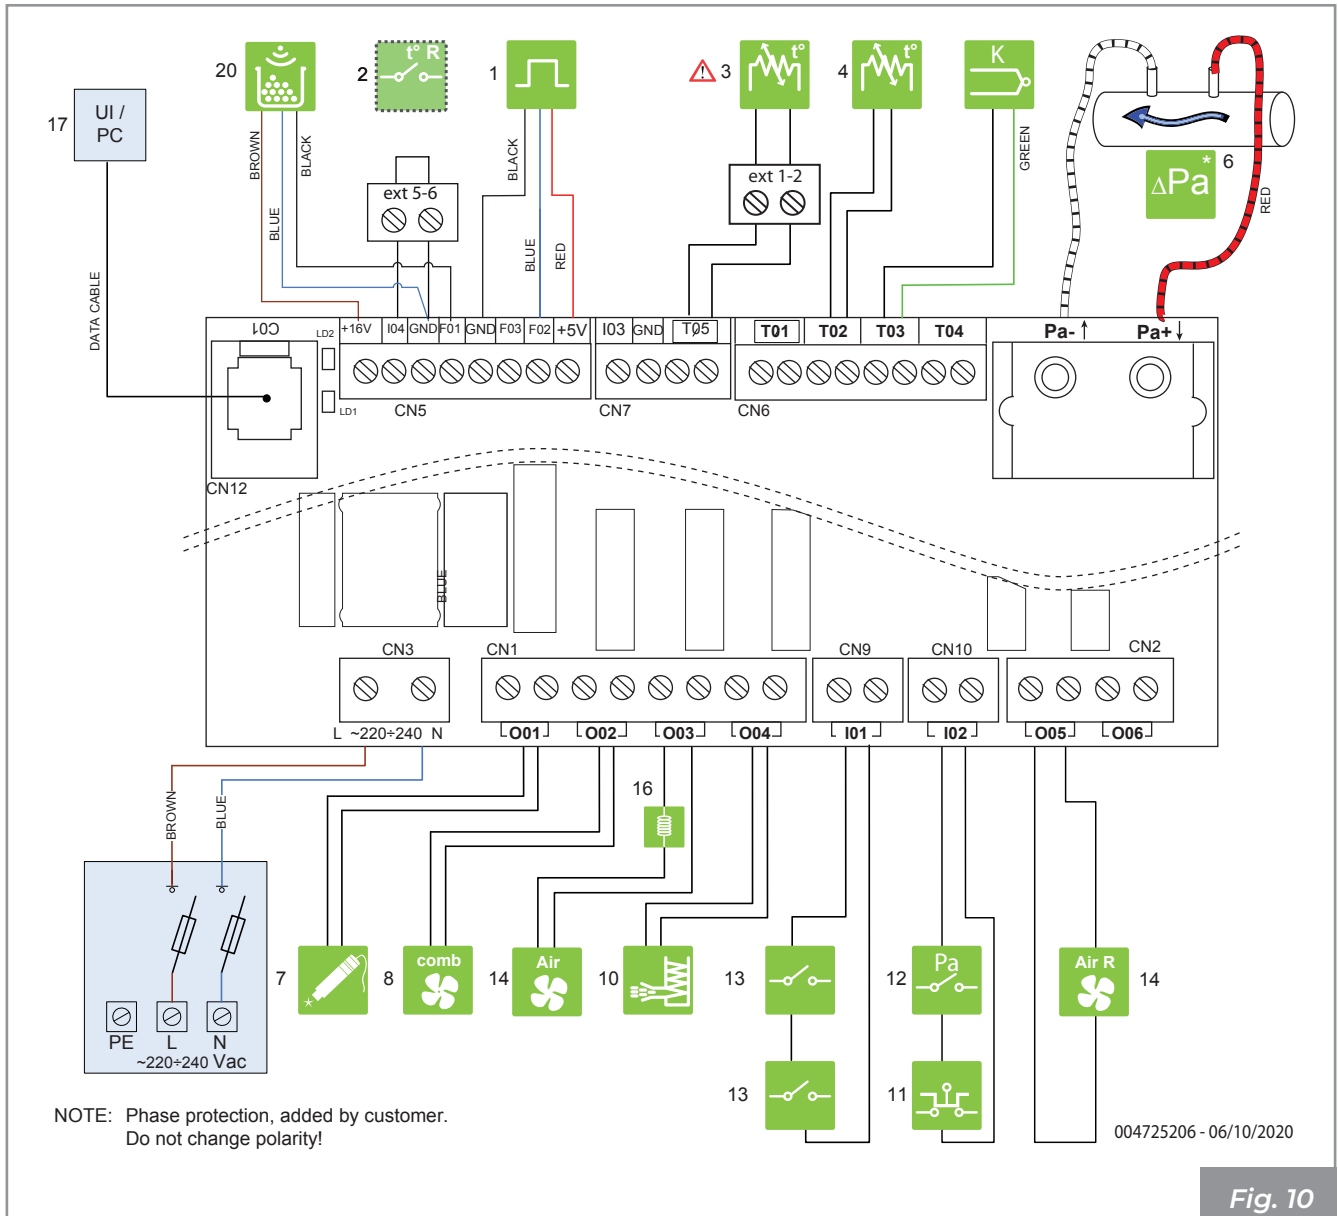 20
2
t° R
1
3
t°
4
t°
K
17
UI /
PC
BROWN
BLUE
BLACK
ext 5-6
BLACK
BLUE
RED
ext 1-2
GREEN
ΔPa*
6
RED
DATA CABLE
C01
LD2
+16V
I04
GND
F01
GND
F03
F02
+5V
I03
GND
T05
T01
T02
T03
T04
Pa- ↑
Pa+ ↓
LD1
CN5
CN7
CN6
CN12
BLUE
CN3
CN1
CN9
CN10
CN2
L ~220÷240 N
O01
O02
O03
O04
I01
I02
O05
O06
BROWN
BLUE
16
7
8
comb
14
Air
10
13
12
Pa
Air R
14
PE
L
N
~220÷240 Vac
13
11
NOTE: Phase protection, added by customer.
Do not change polarity!
004725206 - 06/10/2020
Fig. 10